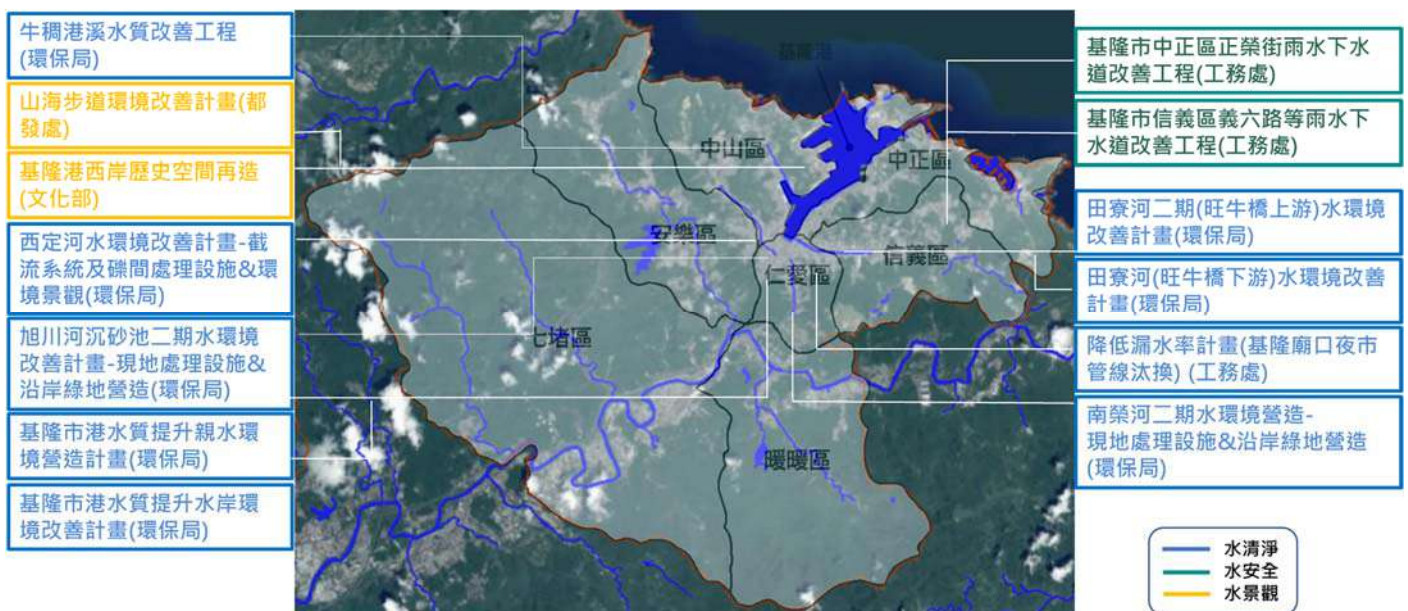 牛稠港溪水質改善工程
(環保局)
山海步道環境改善計畫(都
發處)
基隆港西岸歷史空間再造
(文化部)
西定河水環境改善計畫-截
流系統及礫間處理設施&環
境景觀(環保局)
旭川河沉砂池二期水環境
改善計畫-現地處理設施&
沿岸綠地營造(環保局)
基隆市港水質提升親水環
境營造計畫(環保局)
基隆市港水質提升水岸環
境改善計畫(環保局)
基隆港
中山區
中正區
安樂區
信義區
仁愛區
七堵區
暖暖區
基隆市中正區正榮街雨水下水
道改善工程(工務處)
基隆市信義區義六路等雨水下
水道改善工程(工務處)
田寮河二期(旺牛橋上游)水環境
改善計畫(環保局)
田寮河(旺牛橋下游)水環境改善
計畫(環保局)
降低漏水率計畫(基隆廟口夜市
管線汰換) (工務處)
南榮河二期水環境營造-
現地處理設施&沿岸綠地營造
(環保局)
水清淨
水安全
水景觀